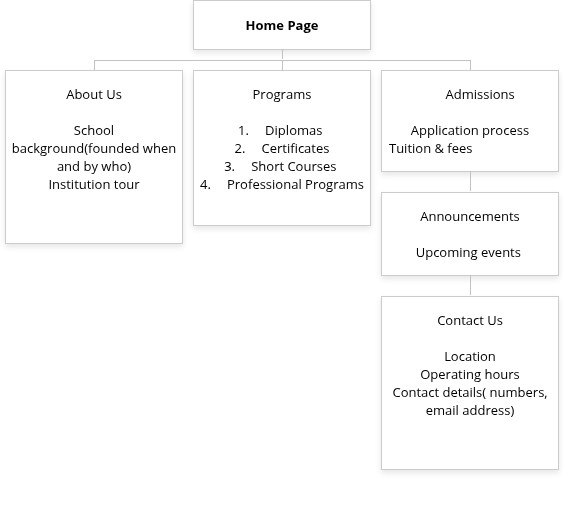 Home Page
About Us
School
background(founded when
and by who)
Institution tour
Programs
1. Diplomas
2. Certificates
3. Short Courses
4. Professional Programs
Admissions
Application process
Tuition & fees
Announcements
Upcoming events
Contact Us
Location
Operating hours
Contact details( numbers,
email address)